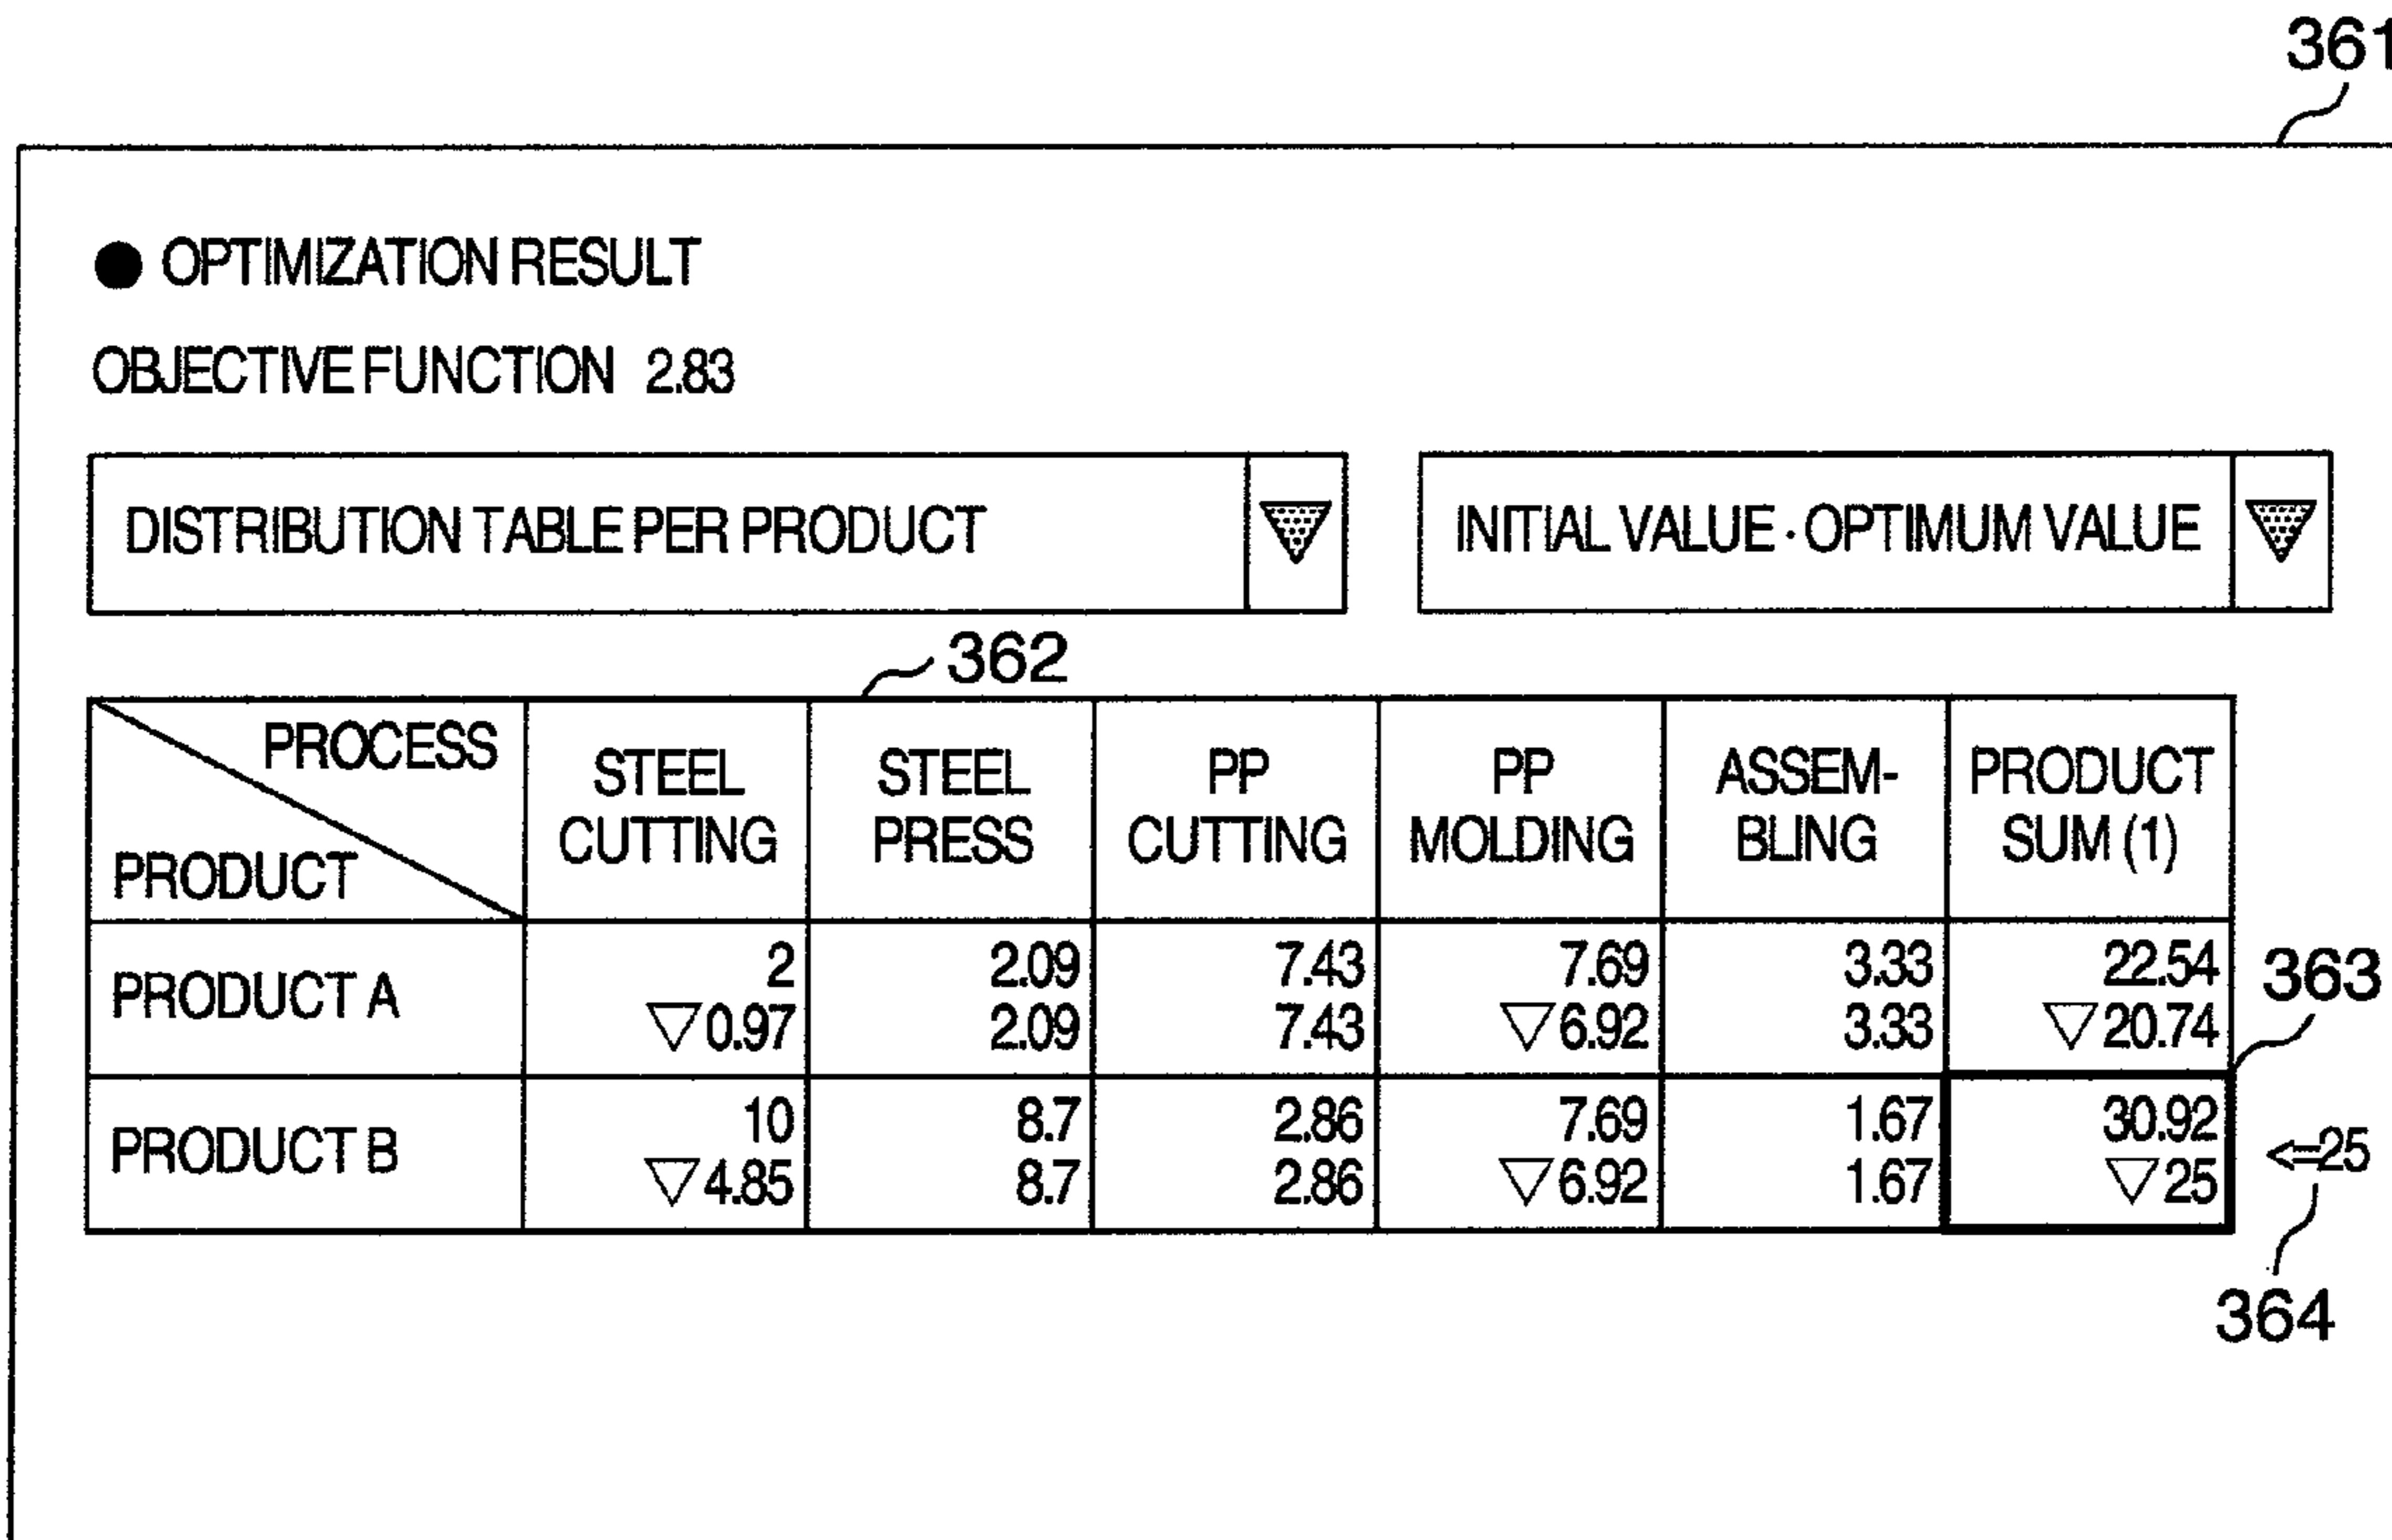 361
● OPTIMIZATION RESULT
OBJECTIVE FUNCTION 2.83
DISTRIBUTION TABLE PER PRODUCT ▽ INITIAL VALUE · OPTIMUM VALUE ▽
362
PROCESS
PRODUCT
STEEL CUTTING
STEEL PRESS
PP CUTTING
PP MOLDING
ASSEM-
BLING
PRODUCT SUM (1)
PRODUCT A
2 2.09 7.43 7.69 3.33 22.54
▽0.97 2.09 7.43 ▽6.92 3.33 ▽20.74
363
PRODUCT B
10 8.7 2.86 7.69 1.67 30.92
▽4.85 8.7 2.86 ▽6.92 1.67 ▽25
⇐25
364